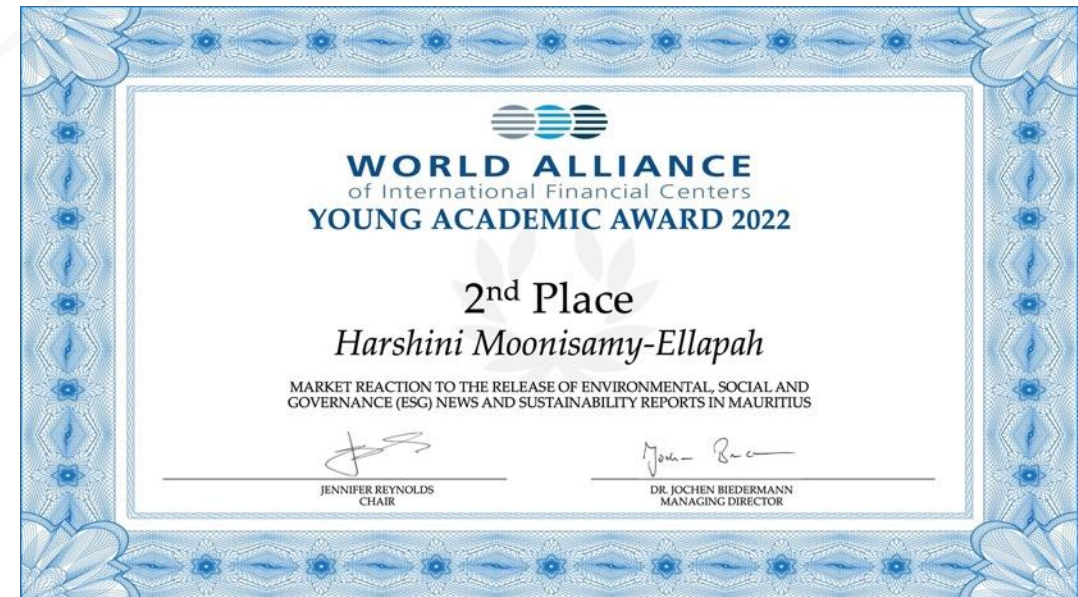 WORLD ALLIANCE
of International Financial Centers
YOUNG ACADEMIC AWARD 2022
2nd Place
Harshini Moonisamy-Ellapah
MARKET REACTION TO THE RELEASE OF ENVIRONMENTAL, SOCIAL AND
GOVERNANCE (ESG) NEWS AND SUSTAINABILITY REPORTS IN MAURITIUS
JENNIFER REYNOLDS
CHAIR
DR. JOCHEN BIEDERMANN
MANAGING DIRECTOR